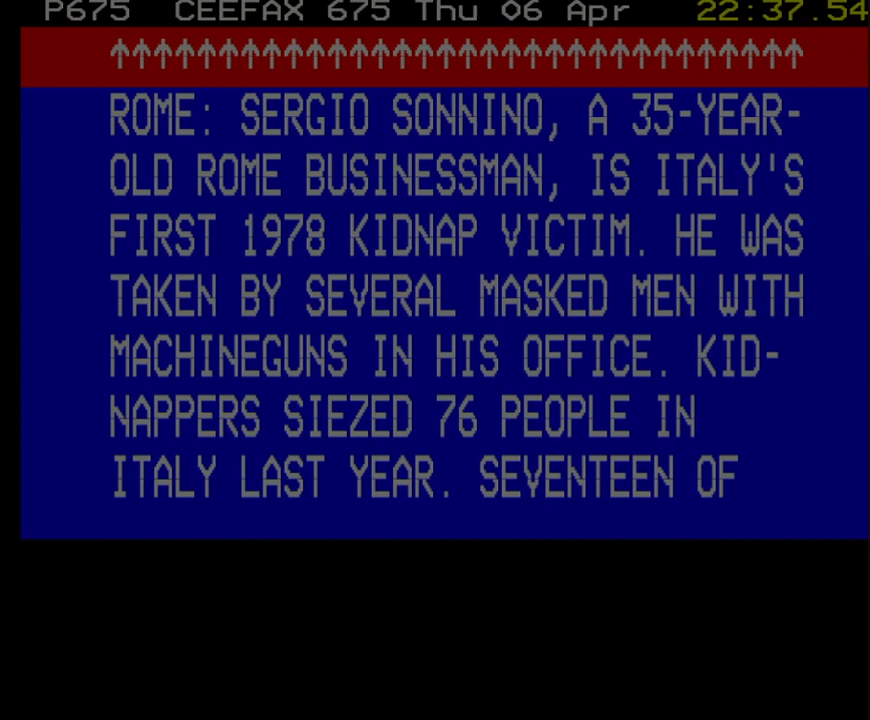 P675 CEEFAX 675 Thu 06 Apr 22:37.54
↑↑↑↑↑↑↑↑↑↑↑↑↑↑↑↑↑↑↑↑↑↑↑↑↑↑↑↑↑↑↑↑
ROME: SERGIO SONNINO, A 35-YEAR-
OLD ROME BUSINESSMAN, IS ITALY'S
FIRST 1978 KIDNAP VICTIM. HE WAS
TAKEN BY SEVERAL MASKED MEN WITH
MACHINEGUNS IN HIS OFFICE. KID-
NAPPERS SIEZED 76 PEOPLE IN
ITALY LAST YEAR. SEVENTEEN OF